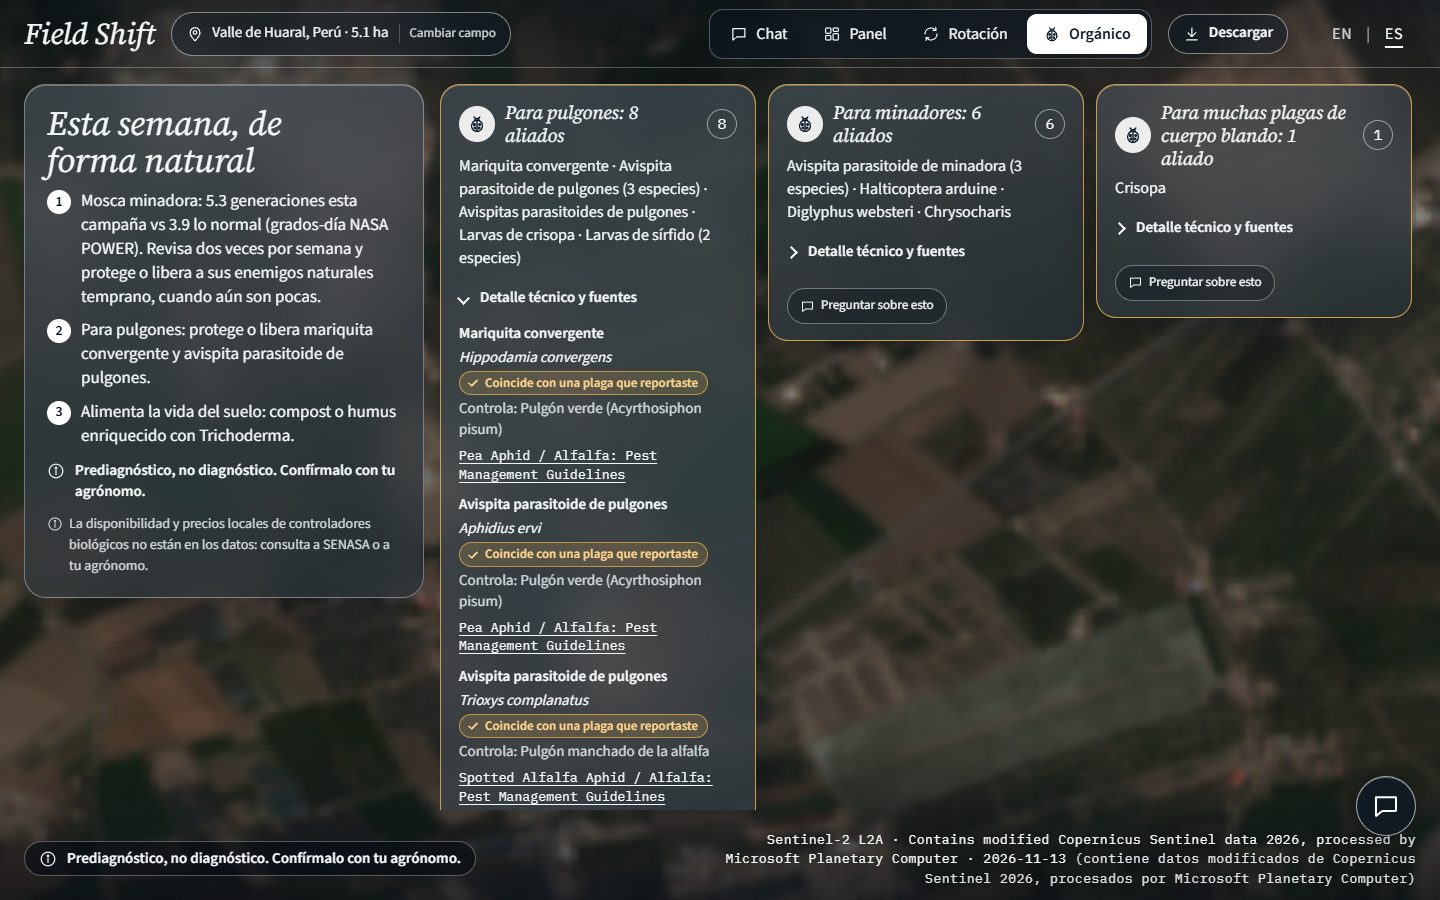 Field Shift
Valle de Huaral, Perú · 5.1 ha
Cambiar campo
Chat
Panel
Rotación
Orgánico
Descargar
EN | ES
Esta semana, de
forma natural
1
Mosca minadora: 5.3 generaciones esta
campaña vs 3.9 lo normal (grados-día NASA
POWER). Revisa dos veces por semana y
protege o libera a sus enemigos naturales
temprano, cuando aún son pocas.
2
Para pulgones: protege o libera mariquita
convergente y avispita parasitoide de
pulgones.
3
Alimenta la vida del suelo: compost o humus
enriquecido con Trichoderma.
Prediagnóstico, no diagnóstico. Confírmalo con tu
agrónomo.
La disponibilidad y precios locales de controladores
biológicos no están en los datos: consulta a SENASA o a
tu agrónomo.
Para pulgones: 8
aliados
8
Mariquita convergente · Avispita
parasitoide de pulgones (3 especies) ·
Avispitas parasitoides de pulgones ·
Larvas de crisopa · Larvas de sírfido (2
especies)
Detalle técnico y fuentes
Mariquita convergente
Hippodamia convergens
Coincide con una plaga que reportaste
Controla: Pulgón verde (Acyrthosiphon
pisum)
Pea Aphid / Alfalfa: Pest
Management Guidelines
Avispita parasitoide de pulgones
Aphidius ervi
Coincide con una plaga que reportaste
Controla: Pulgón verde (Acyrthosiphon
pisum)
Pea Aphid / Alfalfa: Pest
Management Guidelines
Avispita parasitoide de pulgones
Trioxys complanatus
Coincide con una plaga que reportaste
Controla: Pulgón manchado de la alfalfa
Spotted Alfalfa Aphid / Alfalfa:
Pest Management Guidelines
Para minadores: 6
aliados
6
Avispita parasitoide de minadora (3
especies) · Halticoptera arduine ·
Diglyphus websteri · Chrysocharis
Detalle técnico y fuentes
Preguntar sobre esto
Para muchas plagas de
cuerpo blando: 1
aliado
1
Crisopa
Detalle técnico y fuentes
Preguntar sobre esto
Prediagnóstico, no diagnóstico. Confírmalo con tu agrónomo.
Sentinel-2 L2A · Contains modified Copernicus Sentinel data 2026, processed by
Microsoft Planetary Computer · 2026-11-13 (contiene datos modificados de Copernicus
Sentinel 2026, procesados por Microsoft Planetary Computer)